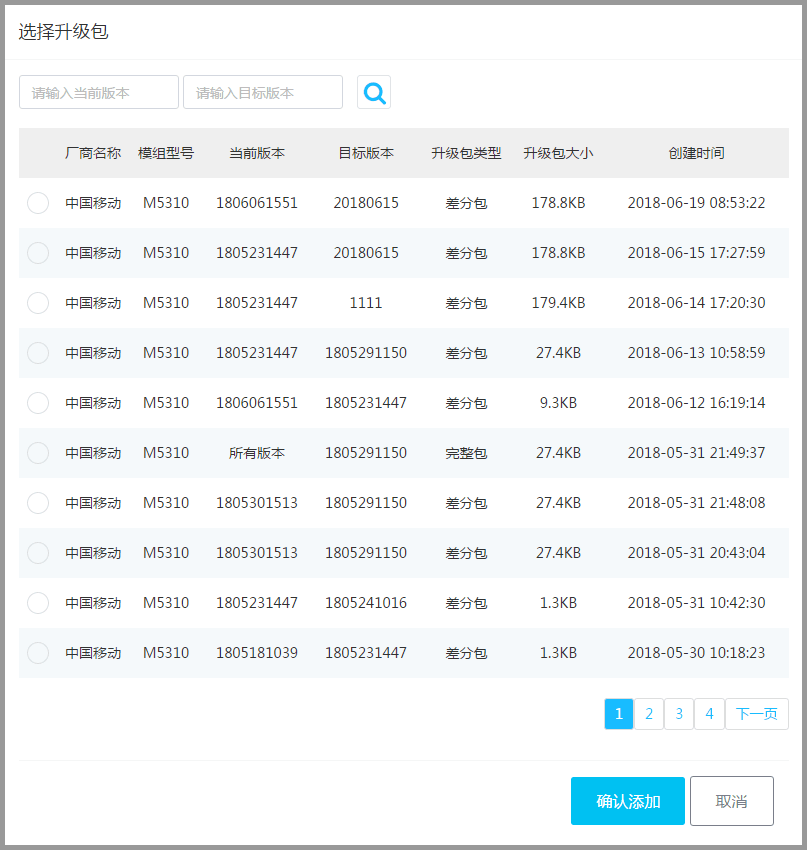 选择升级包
请输入当前版本 请输入目标版本
厂商名称 模组型号 当前版本 目标版本 升级包类型 升级包大小 创建时间
中国移动 M5310 1806061551 20180615 差分包 178.8KB 2018-06-19 08:53:22
中国移动 M5310 1805231447 20180615 差分包 178.8KB 2018-06-15 17:27:59
中国移动 M5310 1805231447 1111 差分包 179.4KB 2018-06-14 17:20:30
中国移动 M5310 1805231447 1805291150 差分包 27.4KB 2018-06-13 10:58:59
中国移动 M5310 1806061551 1805231447 差分包 9.3KB 2018-06-12 16:19:14
中国移动 M5310 所有版本 1805291150 完整包 27.4KB 2018-05-31 21:49:37
中国移动 M5310 1805301513 1805291150 差分包 27.4KB 2018-05-31 21:48:08
中国移动 M5310 1805301513 1805291150 差分包 27.4KB 2018-05-31 20:43:04
中国移动 M5310 1805231447 1805241016 差分包 1.3KB 2018-05-31 10:42:30
中国移动 M5310 1805181039 1805231447 差分包 1.3KB 2018-05-30 10:18:23
1 2 3 4 下一页
确认添加 取消